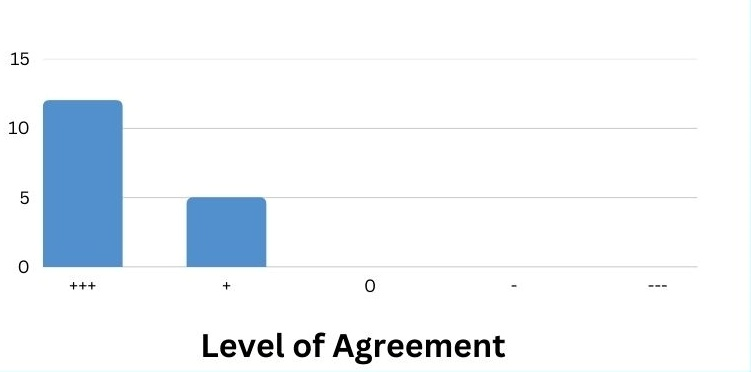 15
10
5
0
+++ + 0 - ---
Level of Agreement